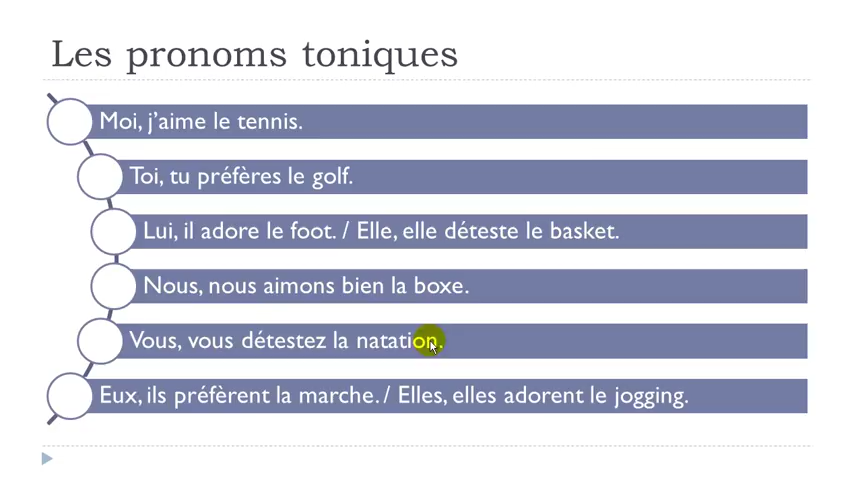 Les pronoms toniques
Moi, j’aime le tennis.
Toi, tu préfères le golf.
Lui, il adore le foot. / Elle, elle déteste le basket.
Nous, nous aimons bien la boxe.
Vous, vous détestez la natation.
Eux, ils préfèrent la marche. / Elles, elles adorent le jogging.